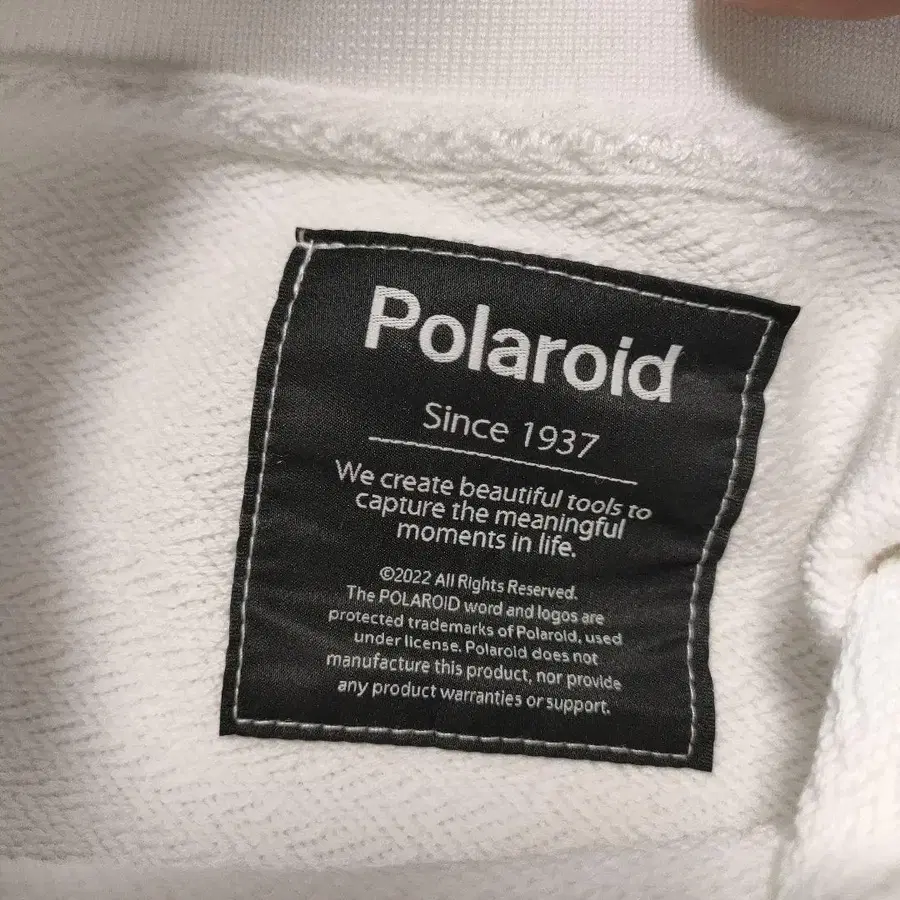 Polaroid
Since 1937
We create beautiful tools to
capture the meaningful
moments in life.
©2022 All Rights Reserved.
The POLAROID word and logos are
protected trademarks of Polaroid, used
under license. Polaroid does not
manufacture this product, nor provide
any product warranties or support.